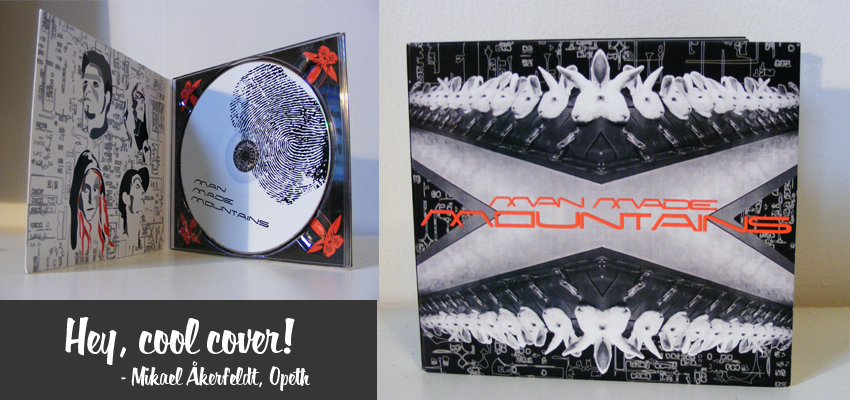 MAN
MADE
MOUNTAINS
Hey, cool cover!
- Mikael Åkerfeldt, Opeth
MAN MADE
MOUNTAINS